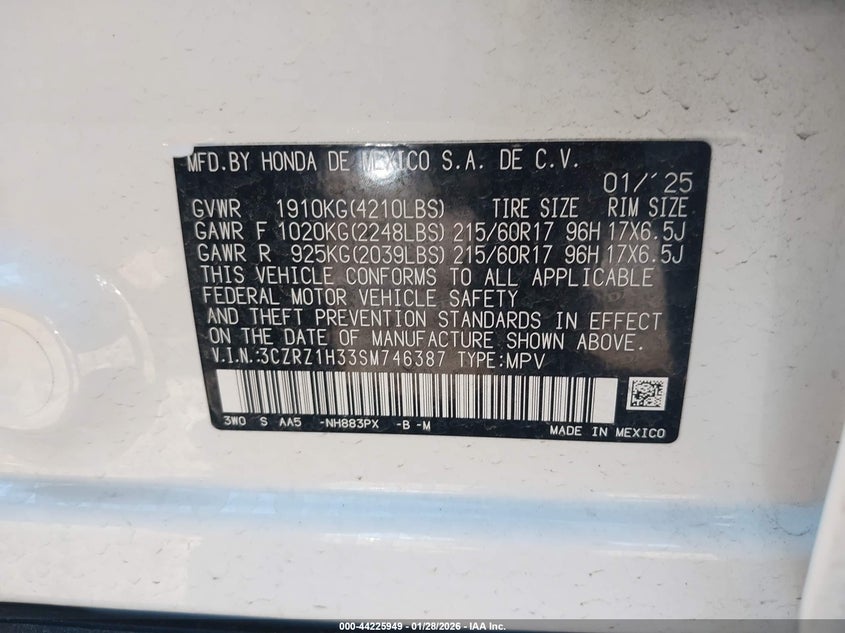 MFD.BY HONDA DE MEXICO S.A. DE C.V.
01/'25
GVWR 1910KG(4210LBS) TIRE SIZE RIM SIZE
GAWR F 1020KG(2248LBS) 215/60R17 96H 17X6.5J
GAWR R 925KG(2039LBS) 215/60R17 96H 17X6.5J
THIS VEHICLE CONFORMS TO ALL APPLICABLE
FEDERAL MOTOR VEHICLE SAFETY
AND THEFT PREVENTION STANDARDS IN EFFECT
ON THE DATE OF MANUFACTURE SHOWN ABOVE.
V.I.N.:3CZRZ1H33SM746387 TYPE:MPV
3W0 S AA5 -NH883PX -B -M
MADE IN MEXICO
000-44225949 - 01/28/2026 - IAA Inc.